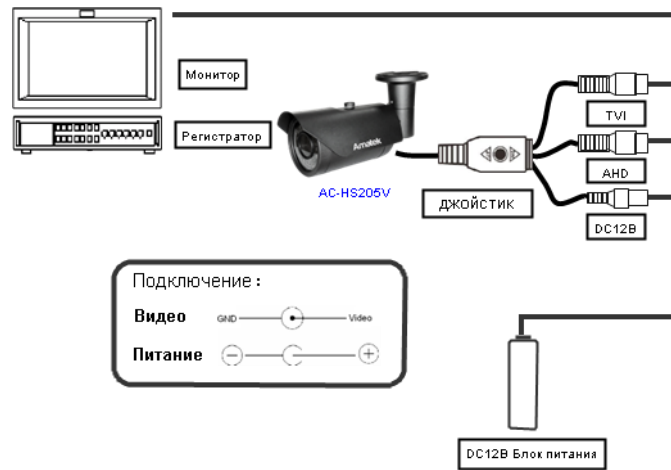 Монитор
Регистратор
Amatek
AC-HS205V
ДЖОЙСТИК
TVI
AHD
DC12В
Подключение:
Видео GND Video
Питание
DC12В Блок питания